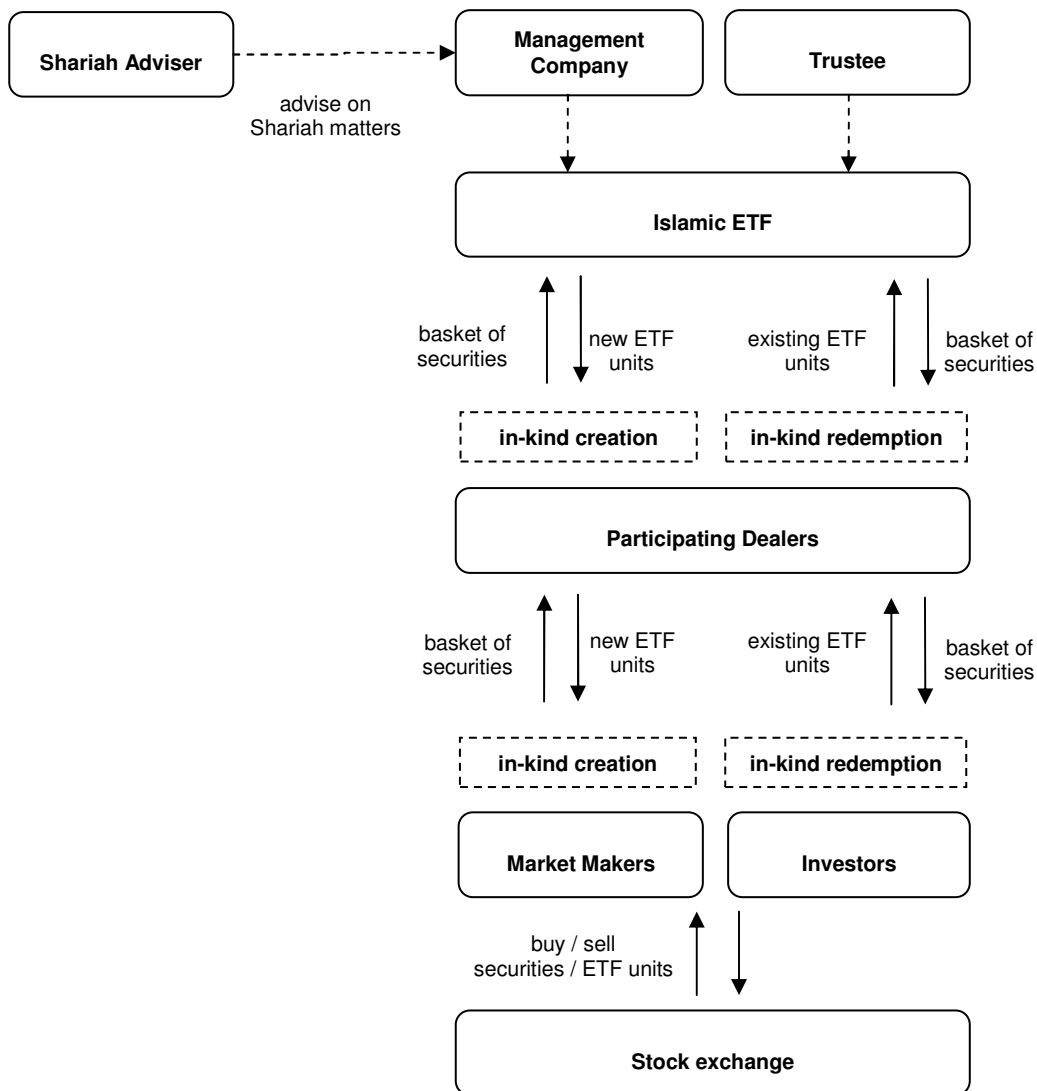 Shariah Adviser
Management
Company
Trustee
advise on
Shariah matters
Islamic ETF
basket of
securities
new ETF
units
existing ETF
units
basket of
securities
in-kind creation
in-kind redemption
Participating Dealers
basket of
securities
new ETF
units
existing ETF
units
basket of
securities
in-kind creation
in-kind redemption
Market Makers
Investors
buy / sell
securities / ETF units
Stock exchange